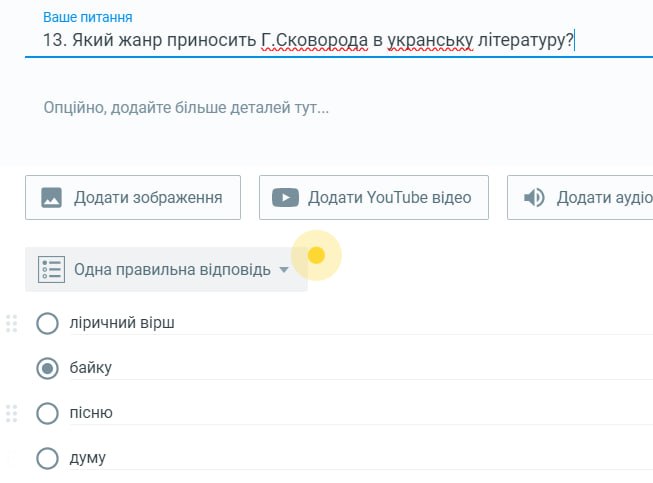 Ваше питання
13. Який жанр приносить Г.Сковорода в укранську літературу?
Опційно, додайте більше деталей тут...
Додати зображення
Додати YouTube відео
Додати аудіо
Одна правильна відповідь
ліричний вірш
байку
пісню
думу